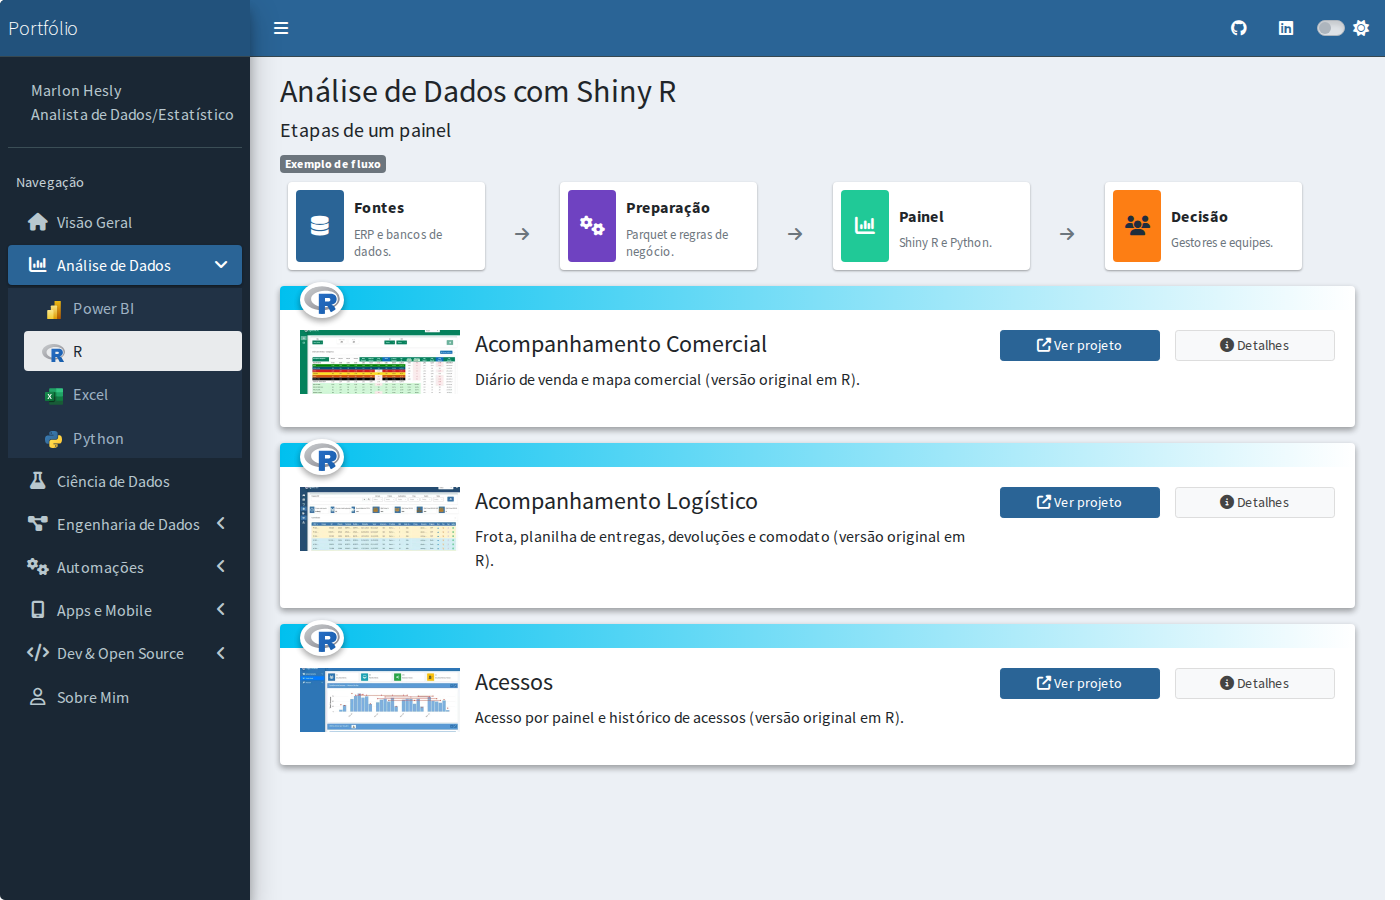 Portfólio
Marlon Hesly
Analista de Dados/Estatístico
Navegação
Visão Geral
Análise de Dados
Power BI
R
Excel
Python
Ciência de Dados
Engenharia de Dados
Automações
Apps e Mobile
Dev & Open Source
Sobre Mim
Análise de Dados com Shiny R
Etapas de um painel
Exemplo de fluxo
Fontes
ERP e bancos de
dados.
Preparação
Parquet e regras de
negócio.
Painel
Shiny R e Python.
Decisão
Gestores e equipes.
R
Acompanhamento Comercial
Diário de venda e mapa comercial (versão original em R).
Ver projeto
Detalhes
R
Acompanhamento Logístico
Frota, planilha de entregas, devoluções e comodato (versão original em
R).
Ver projeto
Detalhes
R
Acessos
Acesso por painel e histórico de acessos (versão original em R).
Ver projeto
Detalhes